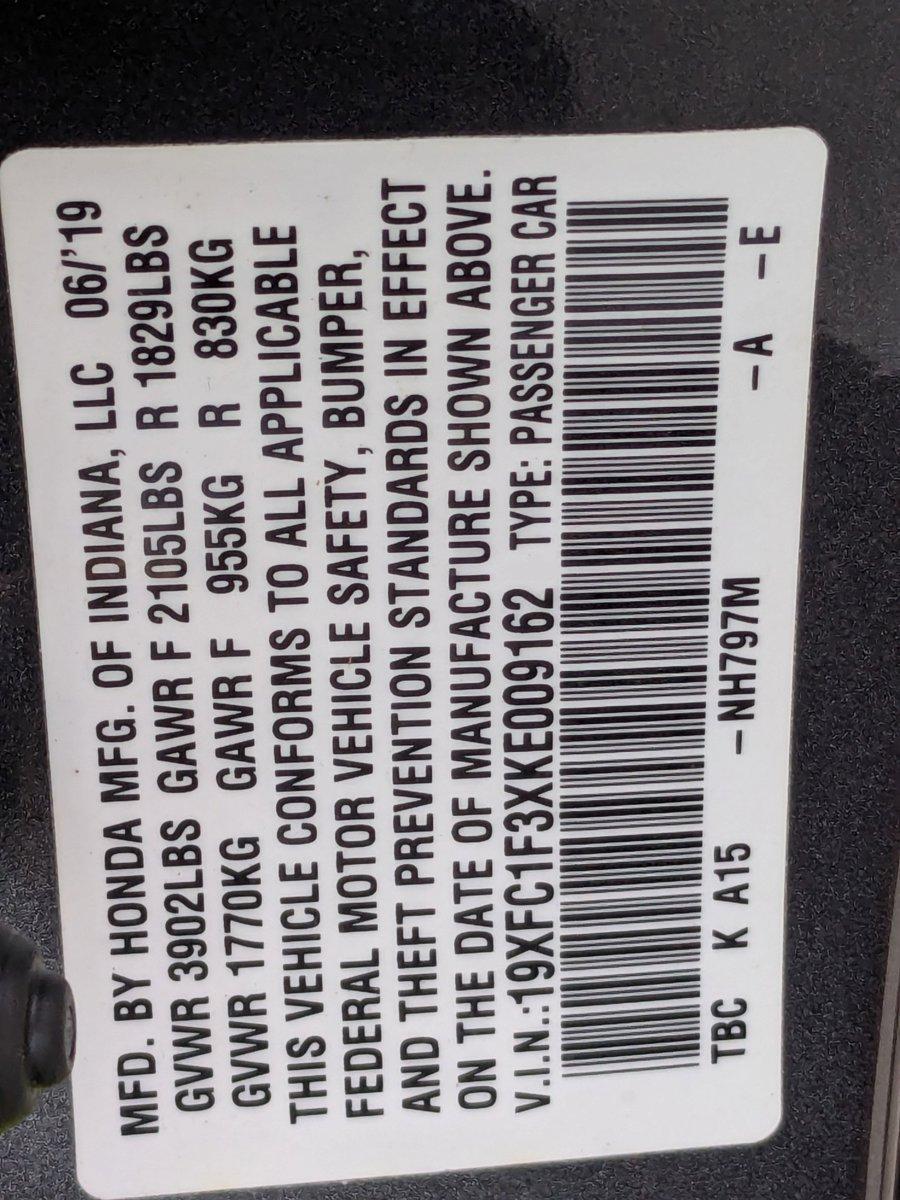 MFD. BY HONDA MFG. OF INDIANA, LLC 06/'19
GVWR 3902LBS GAWR F 2105LBS R 1829LBS
GVWR 1770KG GAWR F 955KG R 830KG
THIS VEHICLE CONFORMS TO ALL APPLICABLE
FEDERAL MOTOR VEHICLE SAFETY, BUMPER,
AND THEFT PREVENTION STANDARDS IN EFFECT
ON THE DATE OF MANUFACTURE SHOWN ABOVE.
V.I.N.:19XFC1F3XKE009162 TYPE: PASSENGER CAR
TBC K A15 –NH797M –A –E